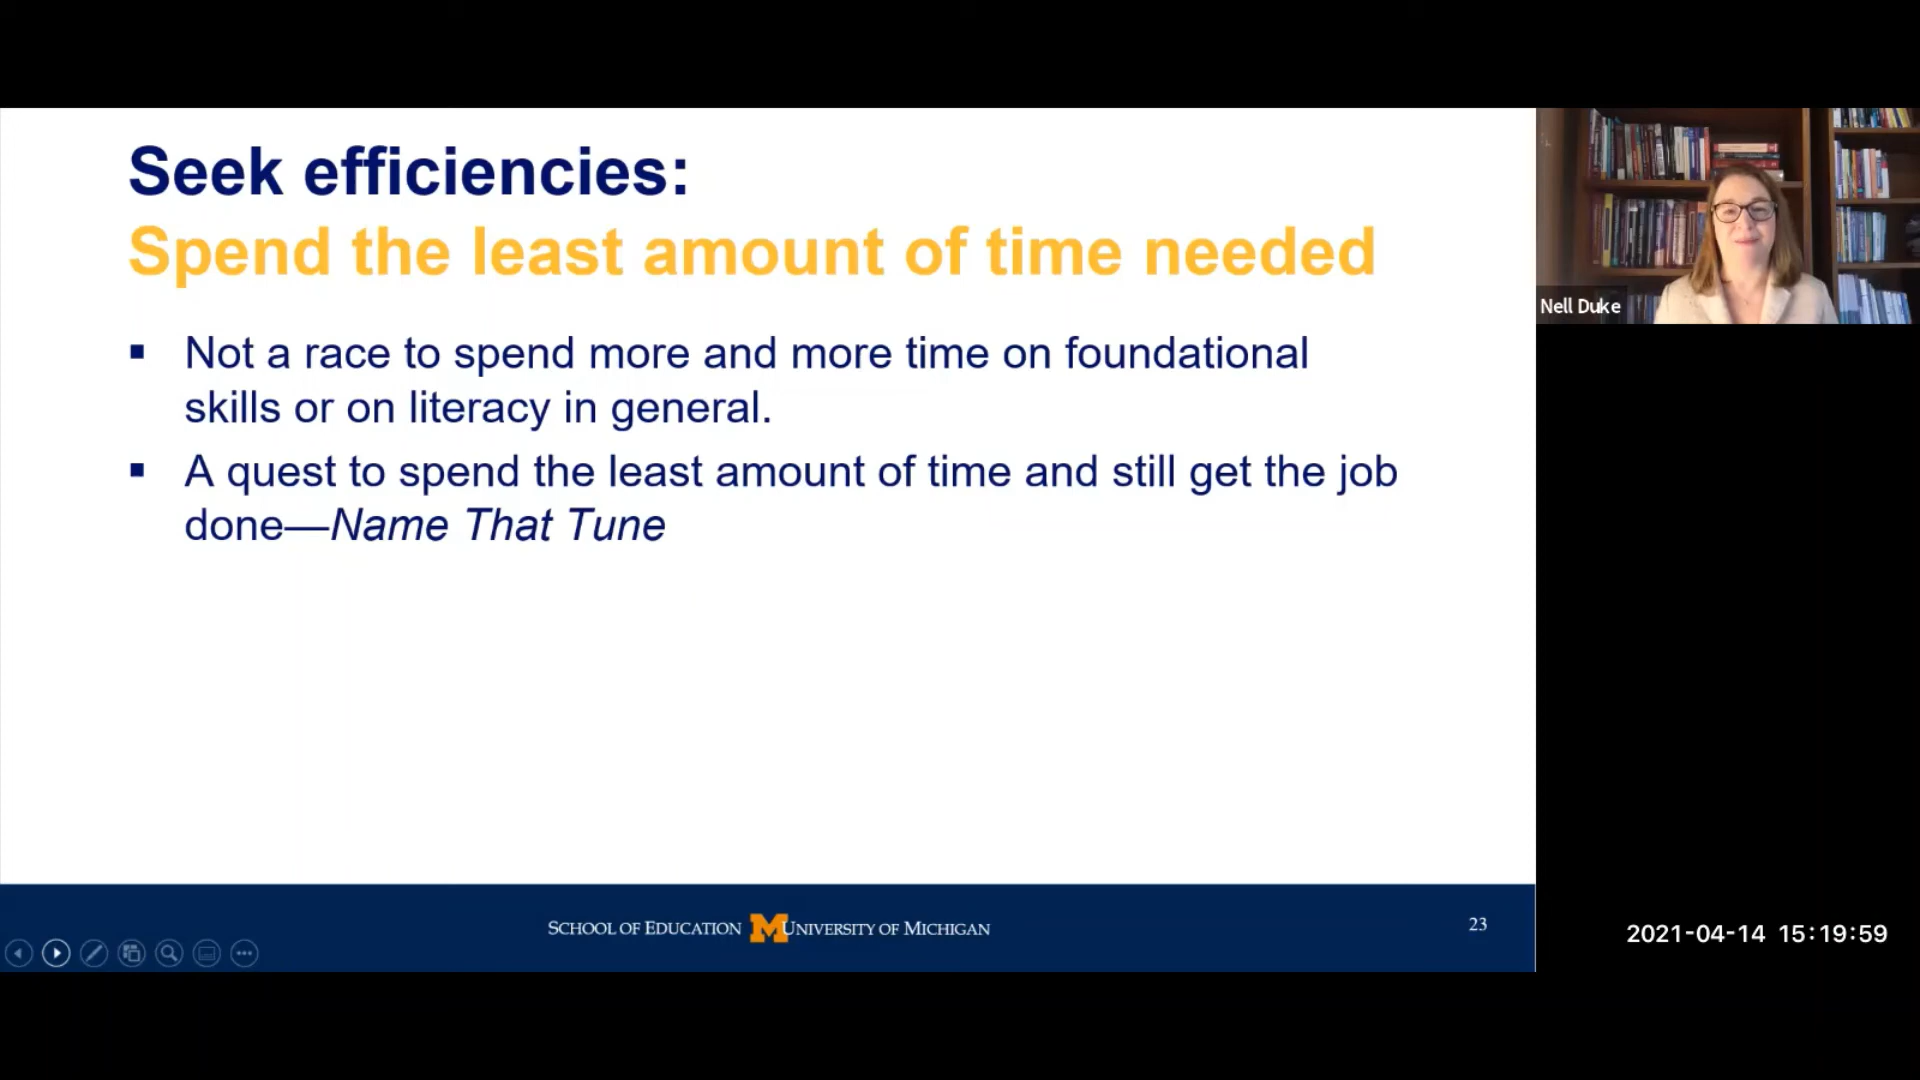 Seek efficiencies:
Spend the least amount of time needed
▪ Not a race to spend more and more time on foundational
skills or on literacy in general.
▪ A quest to spend the least amount of time and still get the job
done—Name That Tune
Nell Duke
SCHOOL OF EDUCATION M UNIVERSITY OF MICHIGAN
23
2021-04-14 15:19:59